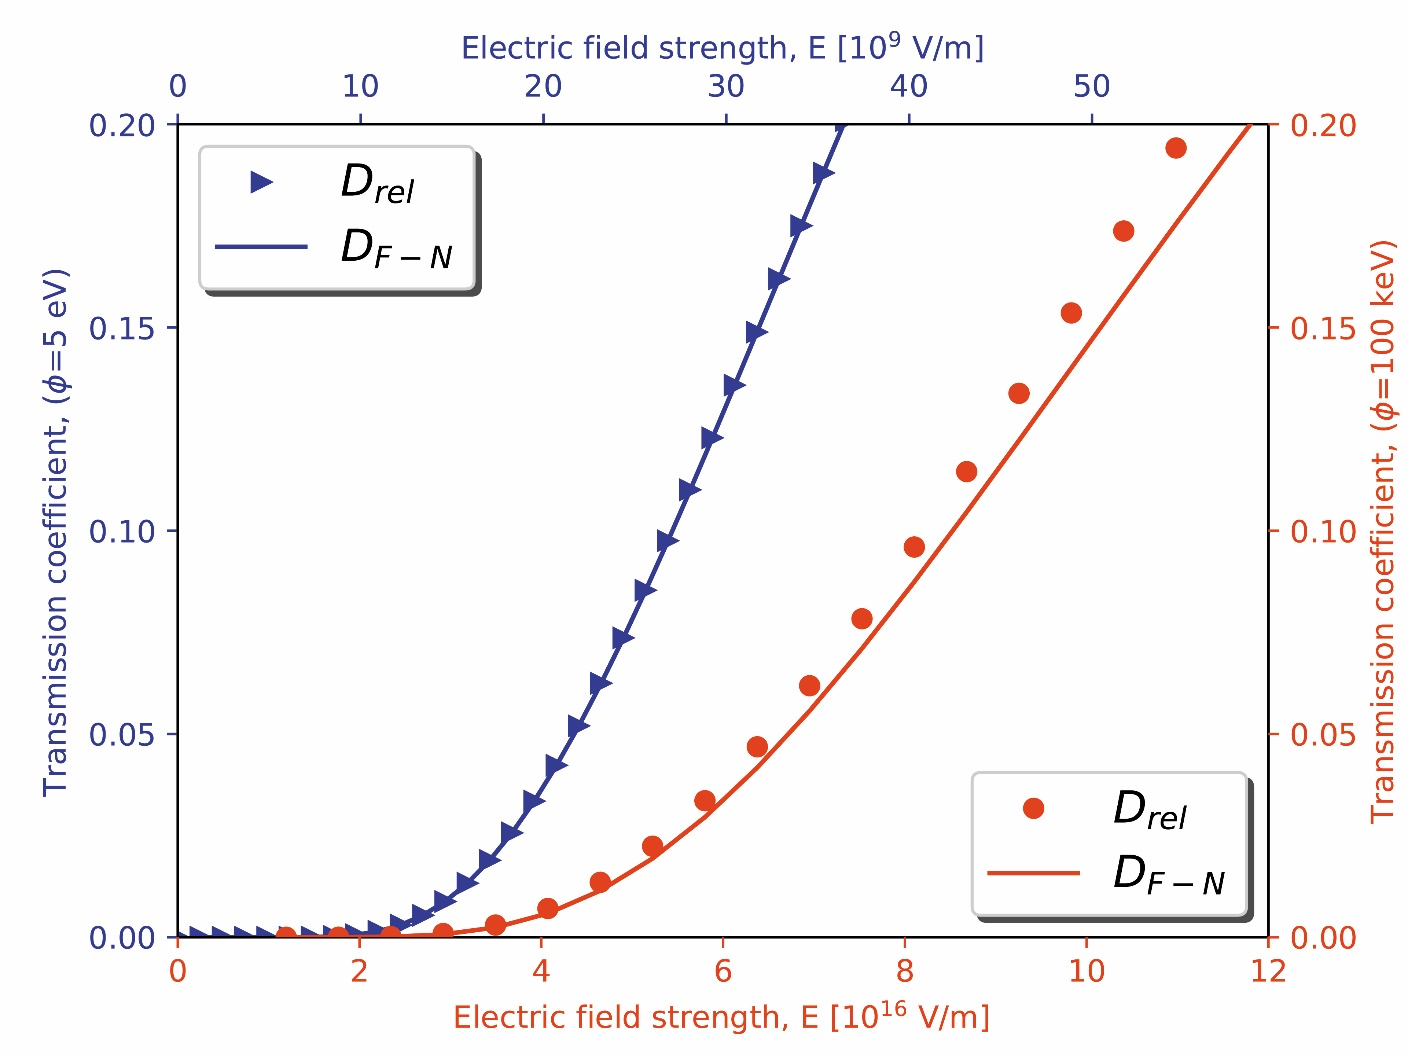 Electric field strength, E [10⁹ V/m]
0 10 20 30 40 50
0.20 0.20
D_rel
D_{F−N}
0.15 0.15
0.10 0.10
0.05 0.05
0.00 0.00
Transmission coefficient, (ϕ=5 eV)
Transmission coefficient, (ϕ=100 keV)
D_rel
D_{F−N}
0 2 4 6 8 10 12
Electric field strength, E [10¹⁶ V/m]